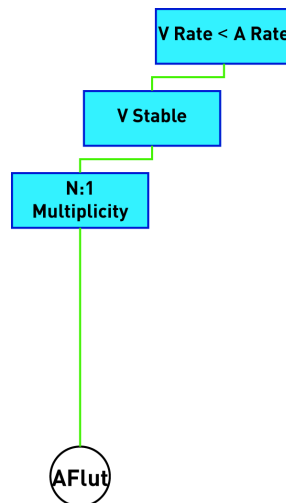 V Rate < A Rate
V Stable
N:1
Multiplicity
AFlut